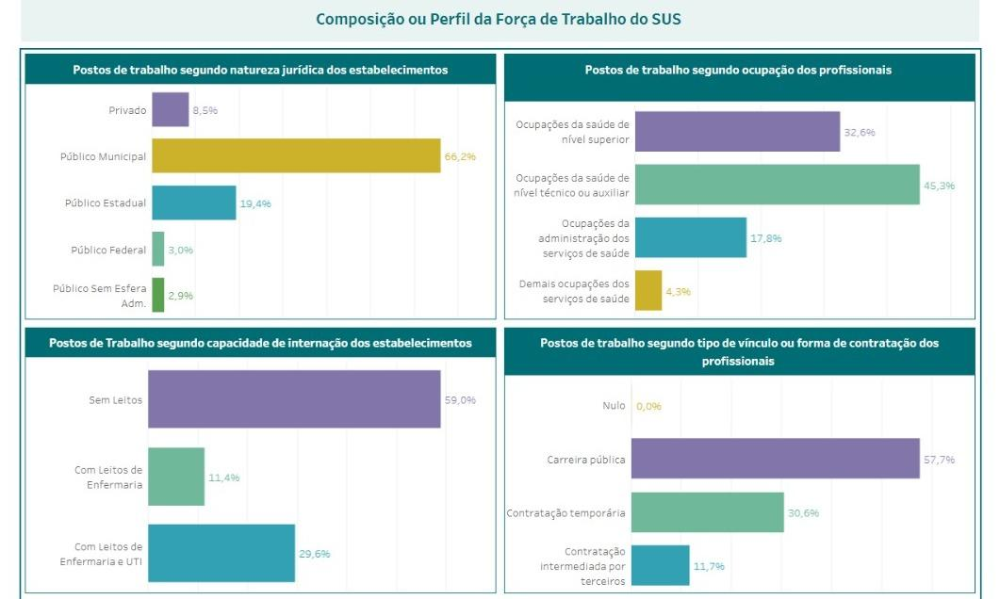 Composição ou Perfil da Força de Trabalho do SUS
Postos de trabalho segundo natureza jurídica dos estabelecimentos
Privado
8,5%
Público Municipal
66,2%
Público Estadual
19,4%
Público Federal
3,0%
Público Sem Esfera
Adm.
2,9%
Postos de trabalho segundo ocupação dos profissionais
Ocupações da saúde de
nível superior
32,6%
Ocupações da saúde de
nível técnico ou auxiliar
45,3%
Ocupações da
administração dos
serviços de saúde
17,8%
Demais ocupações dos
serviços de saúde
4,3%
Postos de Trabalho segundo capacidade de internação dos estabelecimentos
Sem Leitos
59,0%
Com Leitos de
Enfermaria
11,4%
Com Leitos de
Enfermaria e UTI
29,6%
Postos de trabalho segundo tipo de vínculo ou forma de contratação dos
profissionais
Nulo
0,0%
Carreira pública
57,7%
Contratação temporária
30,6%
Contratação
intermediada por
terceiros
11,7%